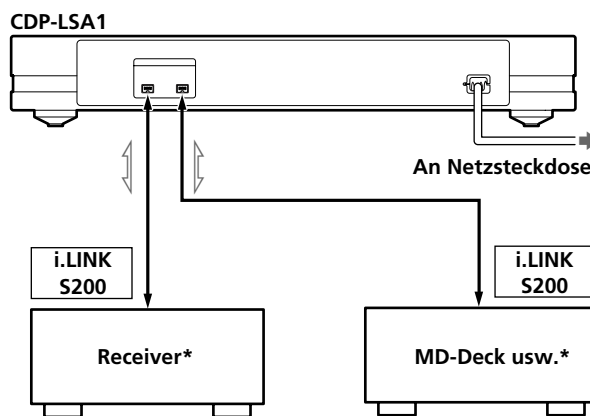 CDP-LSA1
An Netzsteckdose
i.LINK
S200
i.LINK
S200
Receiver*
MD-Deck usw.*